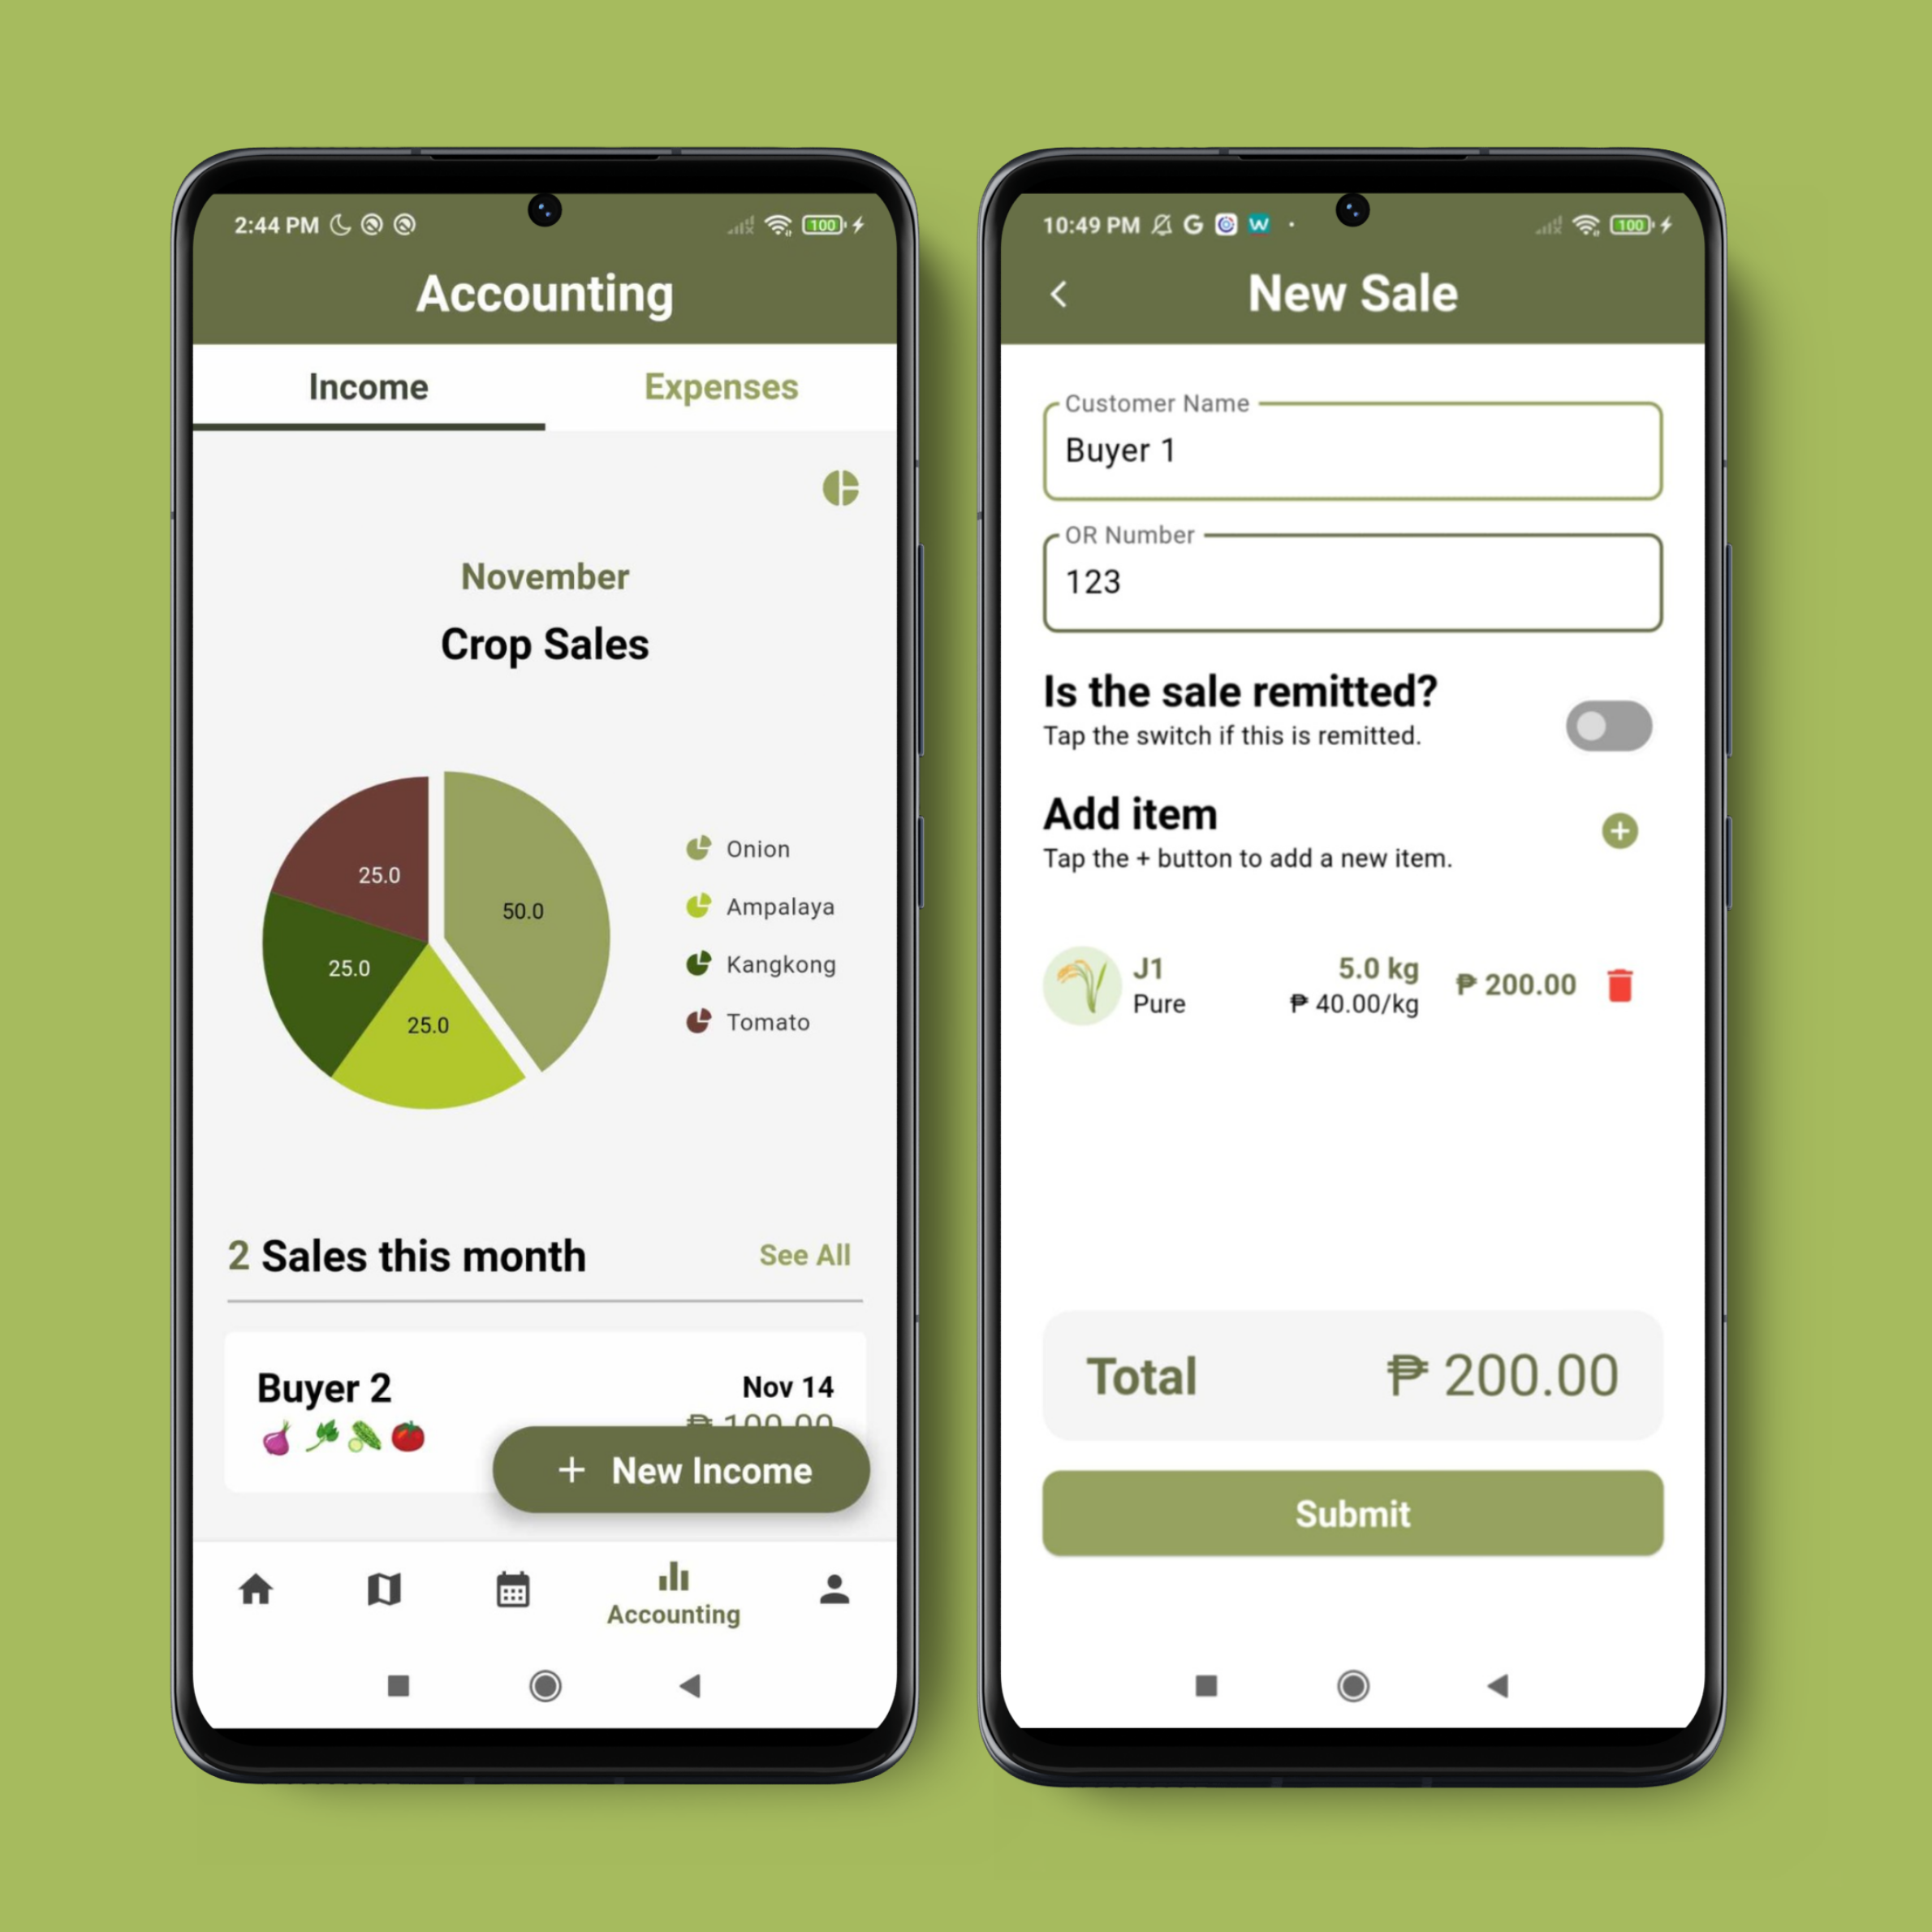 2:44 PM
100
Accounting
Income
Expenses
November
Crop Sales
25.0
50.0
25.0
25.0
Onion
Ampalaya
Kangkong
Tomato
2 Sales this month
See All
Buyer 2
Nov 14
₱ 100.00
+ New Income
Accounting
10:49 PM G W
100
New Sale
Customer Name
Buyer 1
OR Number
123
Is the sale remitted?
Tap the switch if this is remitted.
Add item
Tap the + button to add a new item.
J1
Pure
5.0 kg
₱ 40.00/kg
₱ 200.00
Total
₱ 200.00
Submit